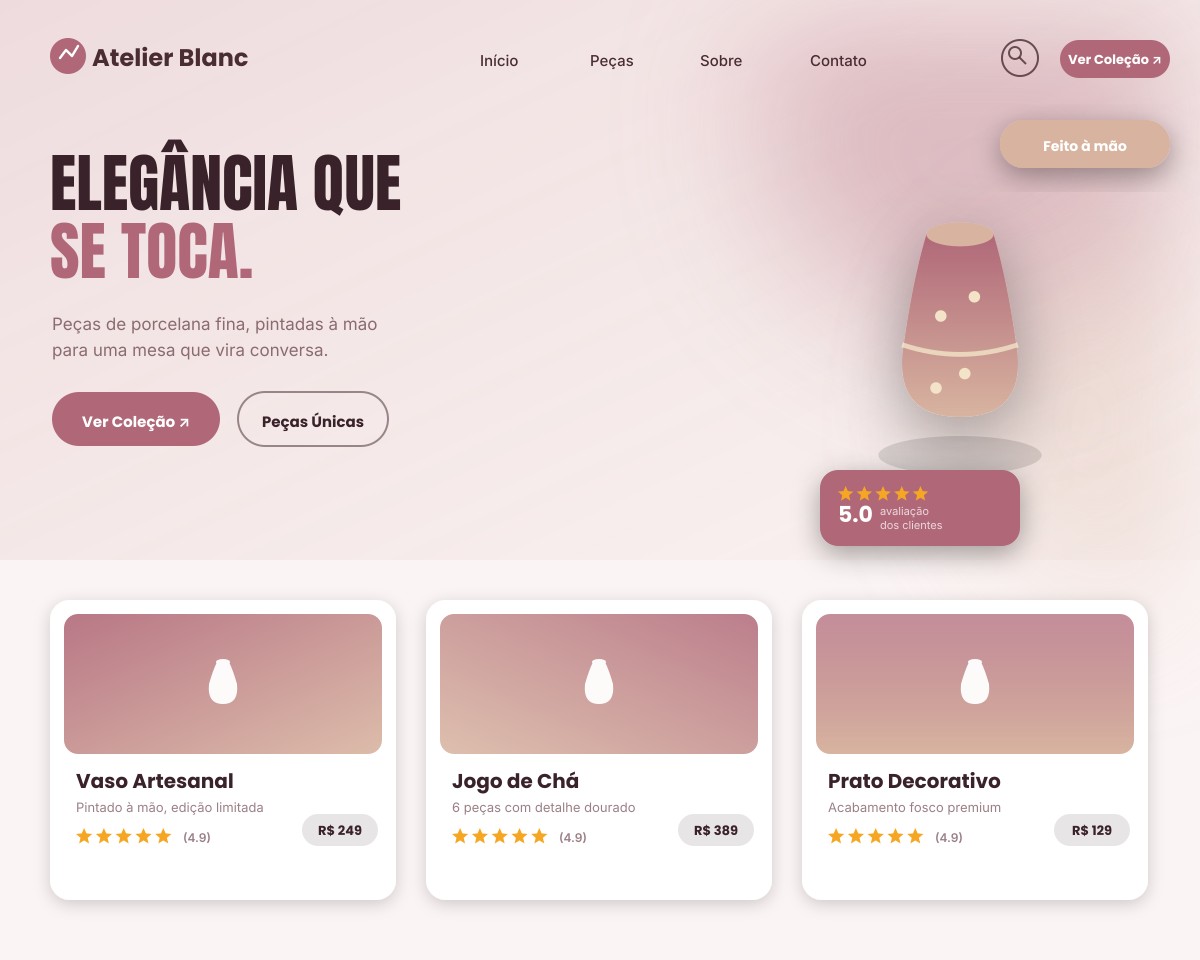 Atelier Blanc
Início
Peças
Sobre
Contato
Ver Coleção ↗
Feito à mão
ELEGÂNCIA QUE
SE TOCA.
Peças de porcelana fina, pintadas à mão
para uma mesa que vira conversa.
Ver Coleção ↗
Peças Únicas
5.0
avaliação
dos clientes
Vaso Artesanal
Pintado à mão, edição limitada
(4.9)
R$ 249
Jogo de Chá
6 peças com detalhe dourado
(4.9)
R$ 389
Prato Decorativo
Acabamento fosco premium
(4.9)
R$ 129